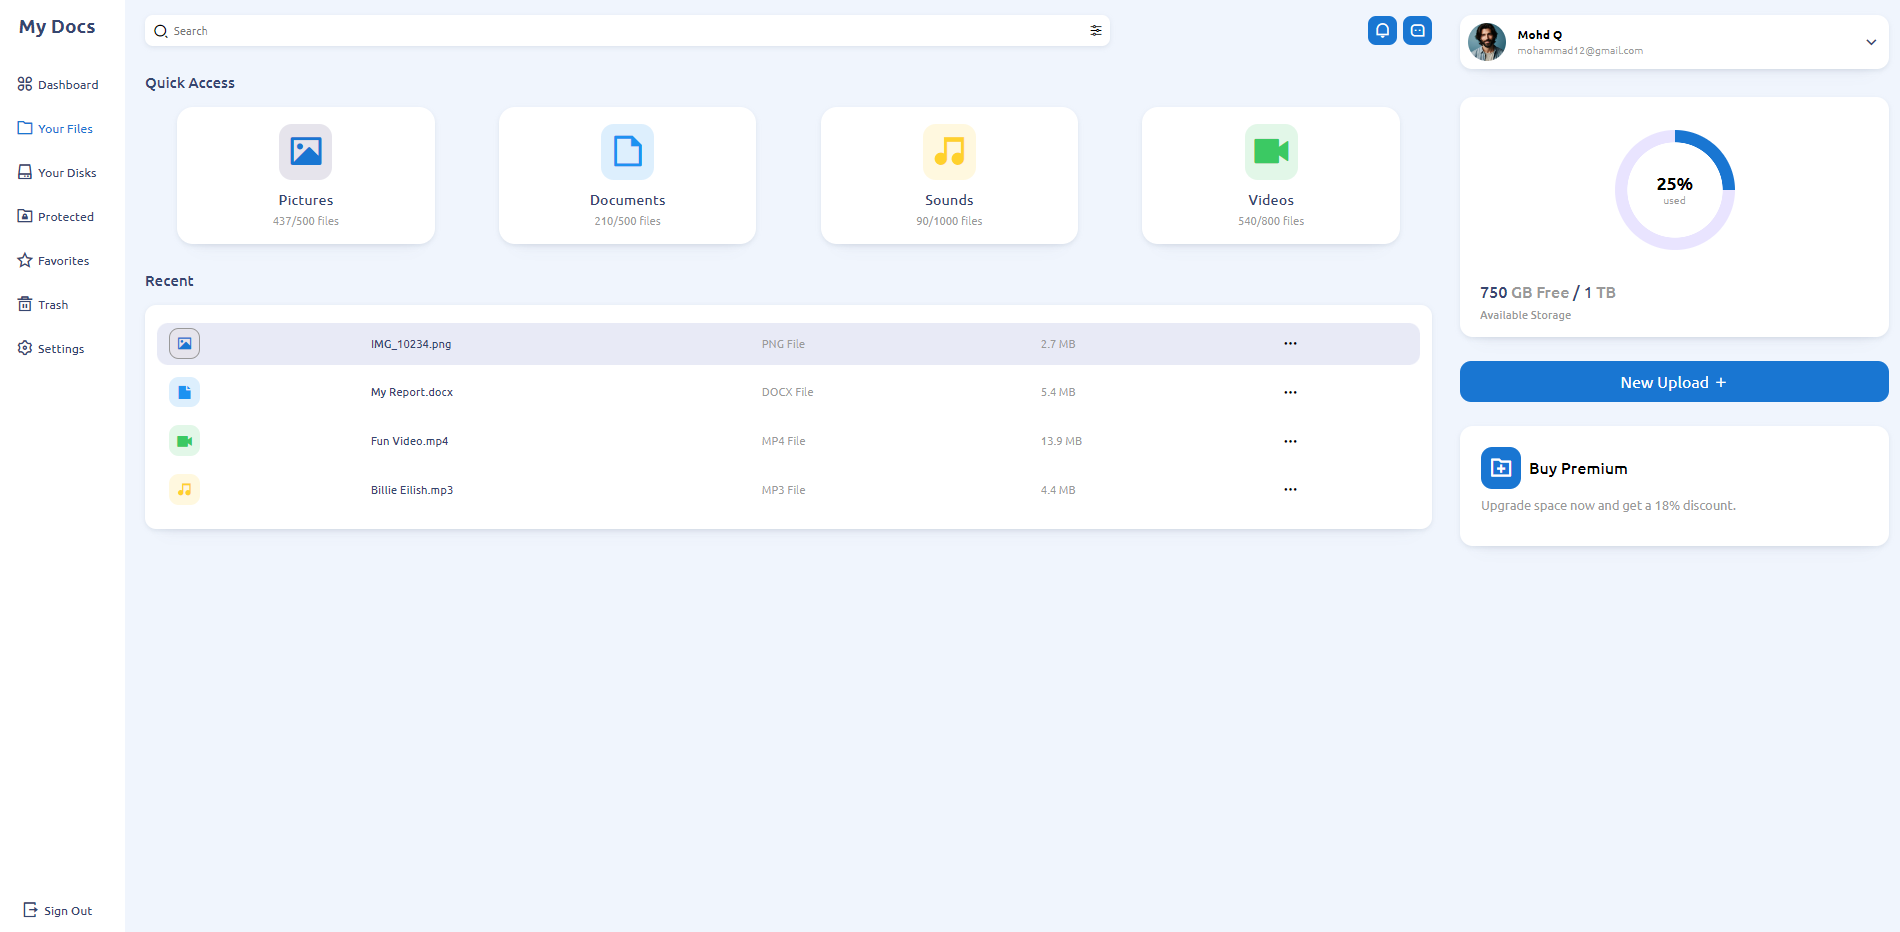 My Docs
Dashboard
Your Files
Your Disks
Protected
Favorites
Trash
Settings
Sign Out
Search
Quick Access
Pictures
437/500 files
Documents
210/500 files
Sounds
90/1000 files
Videos
540/800 files
Recent
IMG_10234.png PNG File 2.7 MB
My Report.docx DOCX File 5.4 MB
Fun Video.mp4 MP4 File 13.9 MB
Billie Eilish.mp3 MP3 File 4.4 MB
Mohd Q
mohammad12@gmail.com
25%
used
750 GB Free / 1 TB
Available Storage
New Upload +
Buy Premium
Upgrade space now and get a 18% discount.